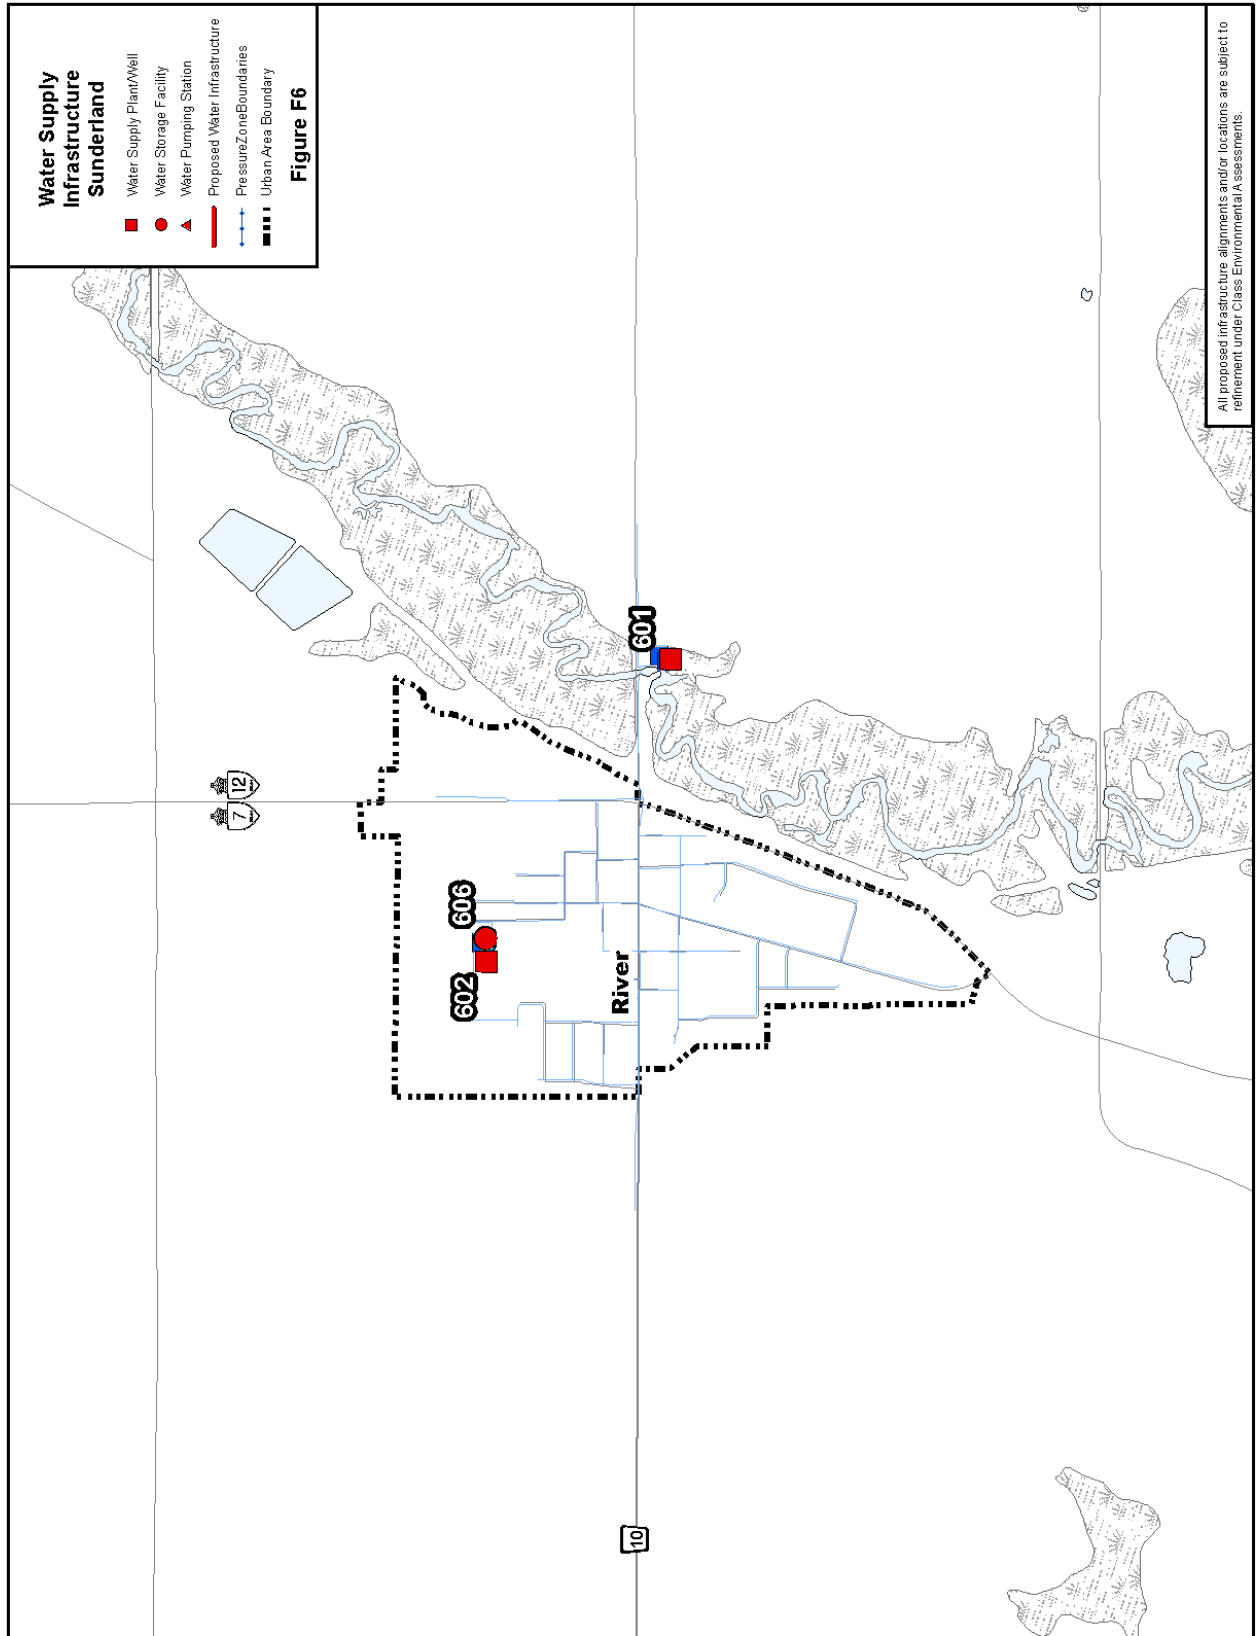 Water Supply
Infrastructure
Sunderland
Water Supply Plant/Well
Water Storage Facility
Water Pumping Station
Proposed Water Infrastructure
PressureZoneBoundaries
Urban Area Boundary
Figure F6
7
12
601
606
602
River
10
All proposed infrastructure alignments and/or locations are subject to
refinement under Class Environmental Assessments.